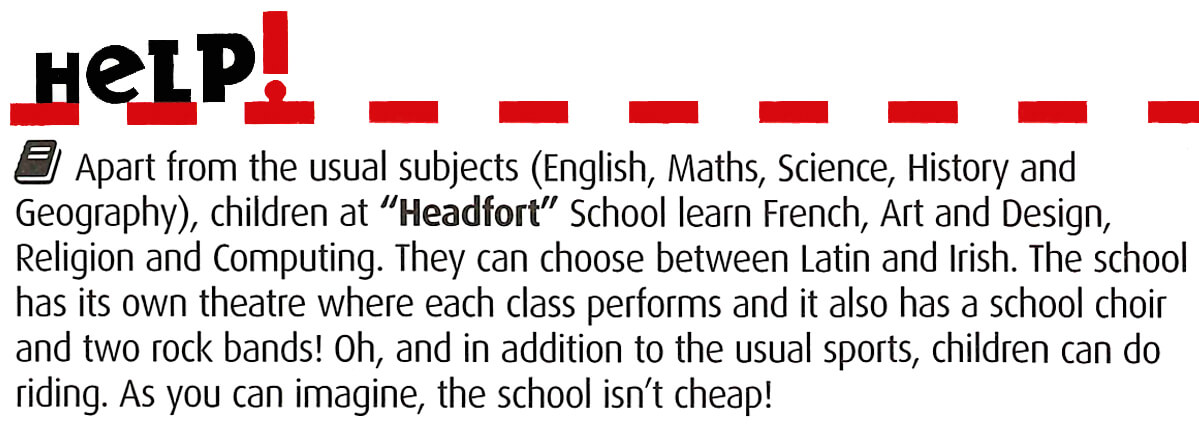 HeLP!
Apart from the usual subjects (English, Maths, Science, History and
Geography), children at “Headfort” School learn French, Art and Design,
Religion and Computing. They can choose between Latin and Irish. The school
has its own theatre where each class performs and it also has a school choir
and two rock bands! Oh, and in addition to the usual sports, children can do
riding. As you can imagine, the school isn't cheap!